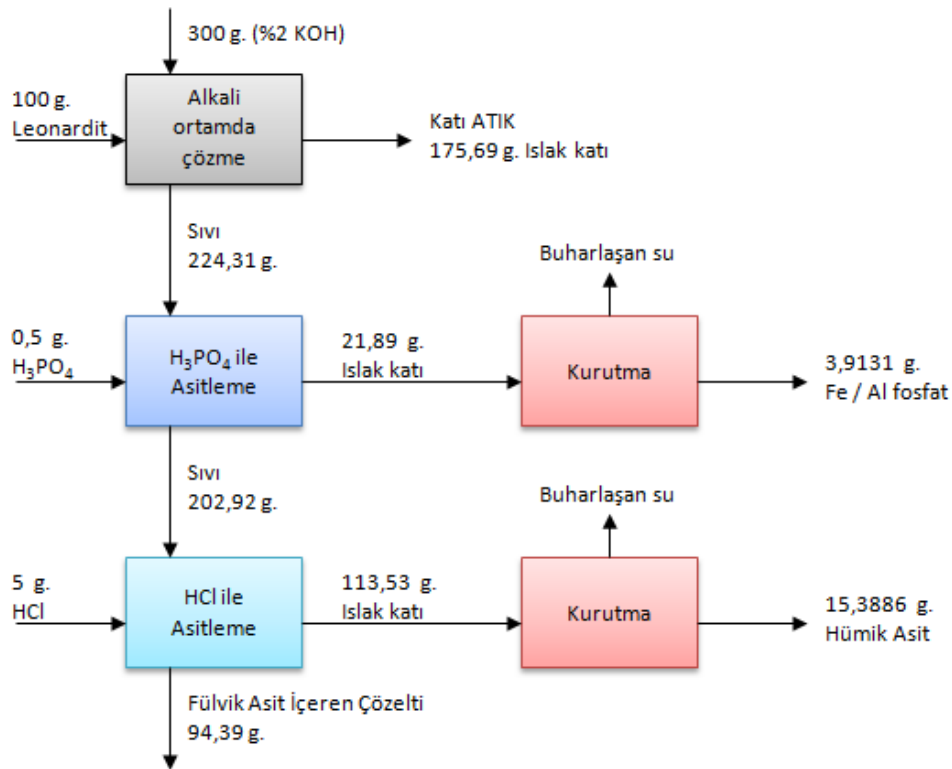 300 g. (%2 KOH)
100 g.
Leonardit
Alkali
ortamda
çözme
Katı ATIK
175,69 g. Islak katı
Sıvı
224,31 g.
Buharlaşan su
0,5 g.
H₃PO₄
H₃PO₄ ile
Asitleme
21,89 g.
Islak katı
Kurutma
3,9131 g.
Fe / Al fosfat
Sıvı
202,92 g.
Buharlaşan su
5 g.
HCl
HCl ile
Asitleme
113,53 g.
Islak katı
Kurutma
15,3886 g.
Hümik Asit
Fülvik Asit İçeren Çözelti
94,39 g.